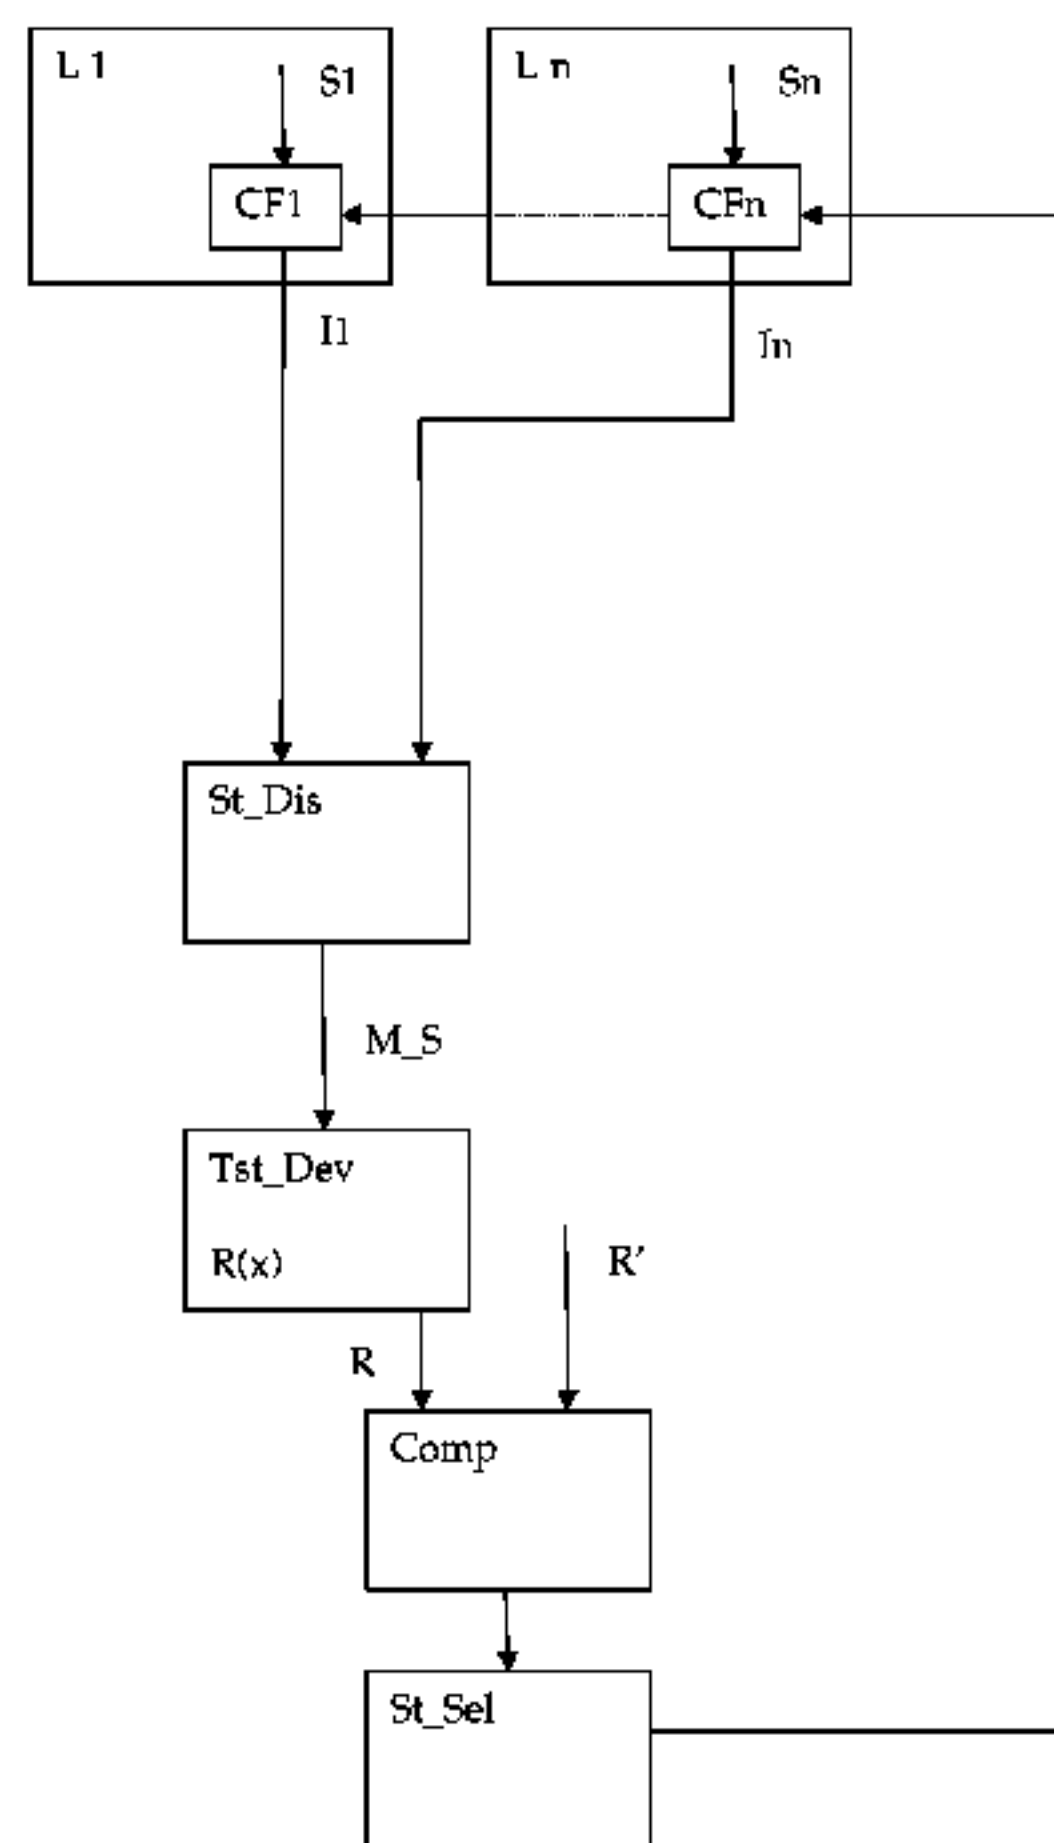 L 1
S1
CF1
L n
Sn
CFn
I1
In
St_Dis
M_S
Tst_Dev
R(x)
R'
R
Comp
St_Sel